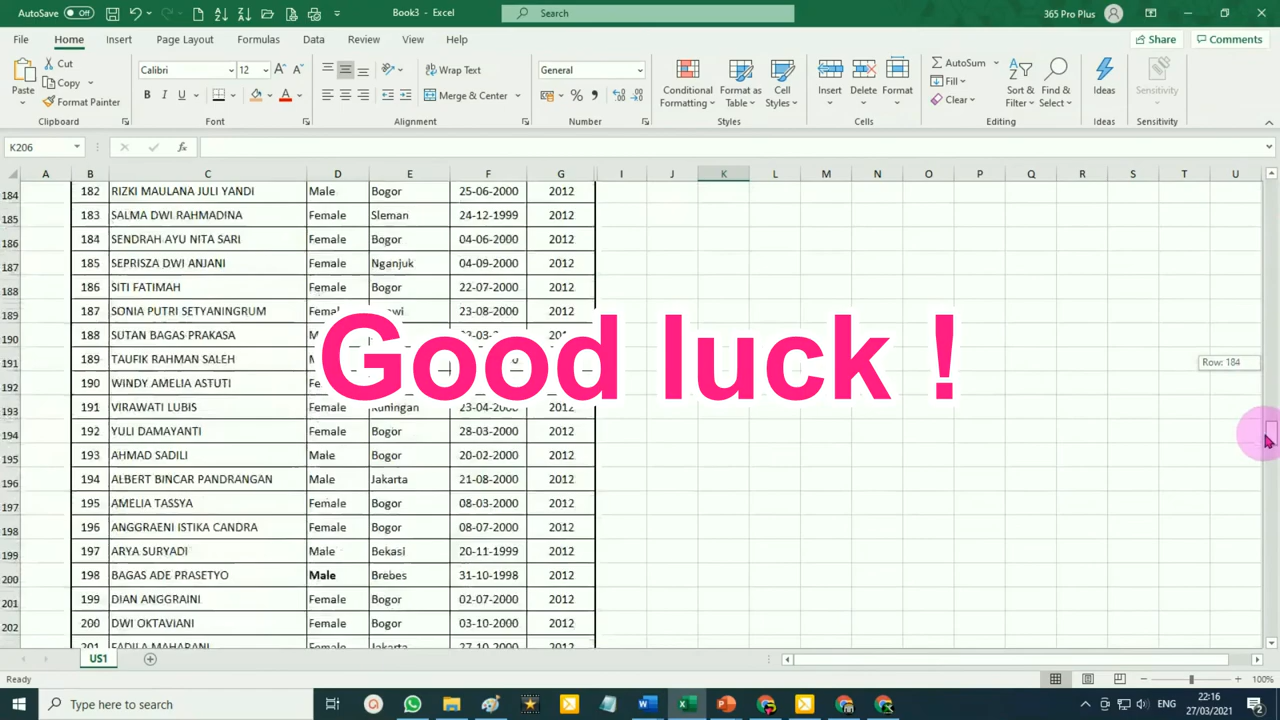 AutoSave Off Book3 - Excel Search 365 Pro Plus
File Home Insert Page Layout Formulas Data Review View Help Share Comments
Paste Cut Copy Format Painter
Calibri 12
B I U
Wrap Text
Merge & Center
General
Conditional Formatting Format as Table Cell Styles
Insert Delete Format
AutoSum Fill Clear
Sort & Filter Find & Select
Ideas Sensitivity
Clipboard Font Alignment Number Styles Cells Editing Ideas Sensitivity
K206
A B C D E F G I J K L M N O P Q R S T U
184 182 RIZKI MAULANA JULI YANDI Male Bogor 25-06-2000 2012
185 183 SALMA DWI RAHMADINA Female Sleman 24-12-1999 2012
186 184 SENDRAH AYU NITA SARI Female Bogor 04-06-2000 2012
187 185 SEPRISZA DWI ANJANI Female Nganjuk 04-09-2000 2012
188 186 SITI FATIMAH Female Bogor 22-07-2000 2012
189 187 SONIA PUTRI SETYANINGRUM 23-08-2000 2012
190 188 SUTAN BAGAS PRAKASA
191 189 TAUFIK RAHMAN SALEH
Good luck !
Row: 184
192 190 WINDY AMELIA ASTUTI
193 191 VIRAWATI LUBIS Female Kuningan 23-04-2000 2012
194 192 YULI DAMAYANTI Female Bogor 28-03-2000 2012
195 193 AHMAD SADILI Male Bogor 20-02-2000 2012
196 194 ALBERT BINCAR PANDRANGAN Male Jakarta 21-08-2000 2012
197 195 AMELIA TASSYA Female Bogor 08-03-2000 2012
198 196 ANGGRAENI ISTIKA CANDRA Female Bogor 08-07-2000 2012
199 197 ARYA SURYADI Male Bekasi 20-11-1999 2012
200 198 BAGAS ADE PRASETYO Male Brebes 31-10-1998 2012
201 199 DIAN ANGGRAINI Female Bogor 02-07-2000 2012
202 200 DWI OKTAVIANI Female Bogor 03-10-2000 2012
201 FADILA MAHARANI Female Jakarta 27-10-2000 2012
US1
Ready 100%
Type here to search ENG 22:16
27/03/2021